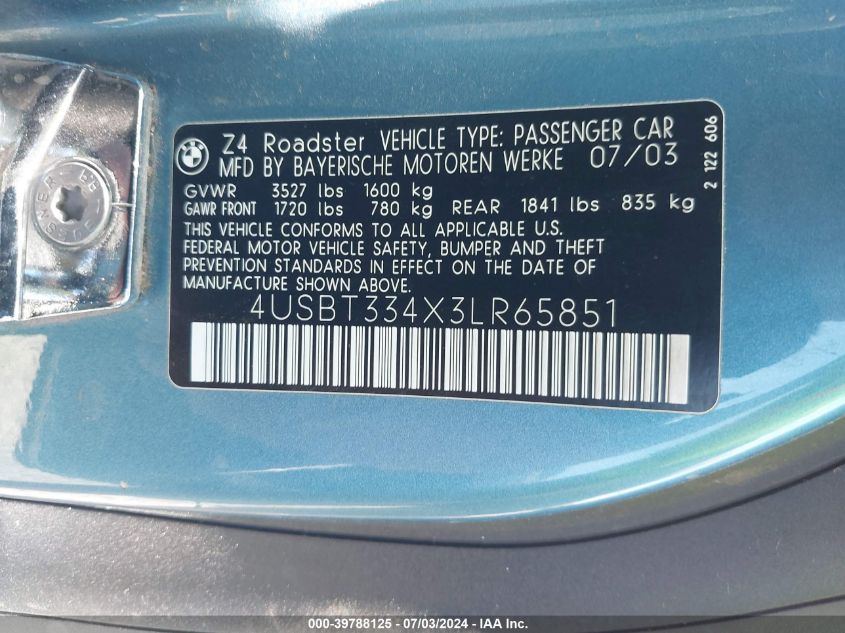 Z4 Roadster VEHICLE TYPE: PASSENGER CAR
MFD BY BAYERISCHE MOTOREN WERKE 07/03
GVWR 3527 lbs 1600 kg
GAWR FRONT 1720 lbs 780 kg REAR 1841 lbs 835 kg
THIS VEHICLE CONFORMS TO ALL APPLICABLE U.S.
FEDERAL MOTOR VEHICLE SAFETY, BUMPER AND THEFT
PREVENTION STANDARDS IN EFFECT ON THE DATE OF
MANUFACTURE SHOWN ABOVE.
4USBT334X3LR65851
2 122 606
BMW
000-39788125 - 07/03/2024 - IAA Inc.